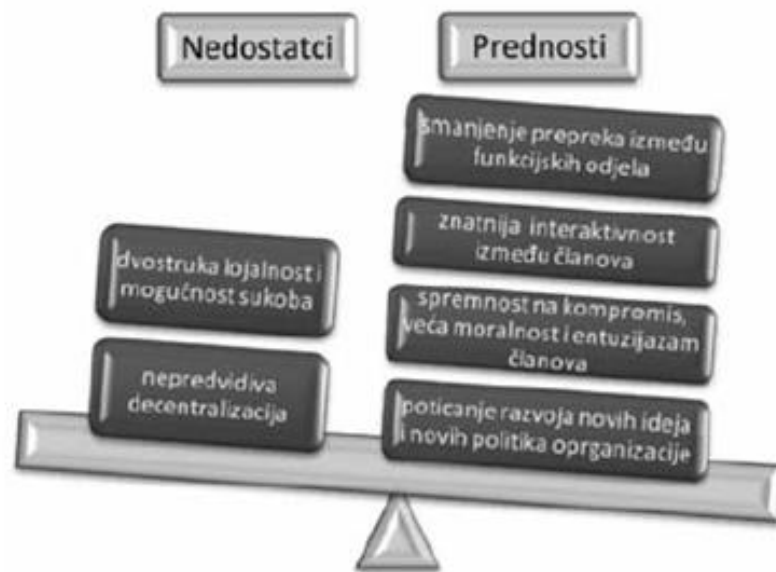 Nedostatci
Prednosti
smanjenje prepreka između
funkcijskih odjela
znatnija interaktivnost
između članova
dvostruka lojalnost i
mogućnost sukoba
spremnost na kompromis,
veća moralnost i entuzijazam
članova
nepredvidiva
decentralizacija
poticanje razvoja novih ideja
i novih politika oprganizacije